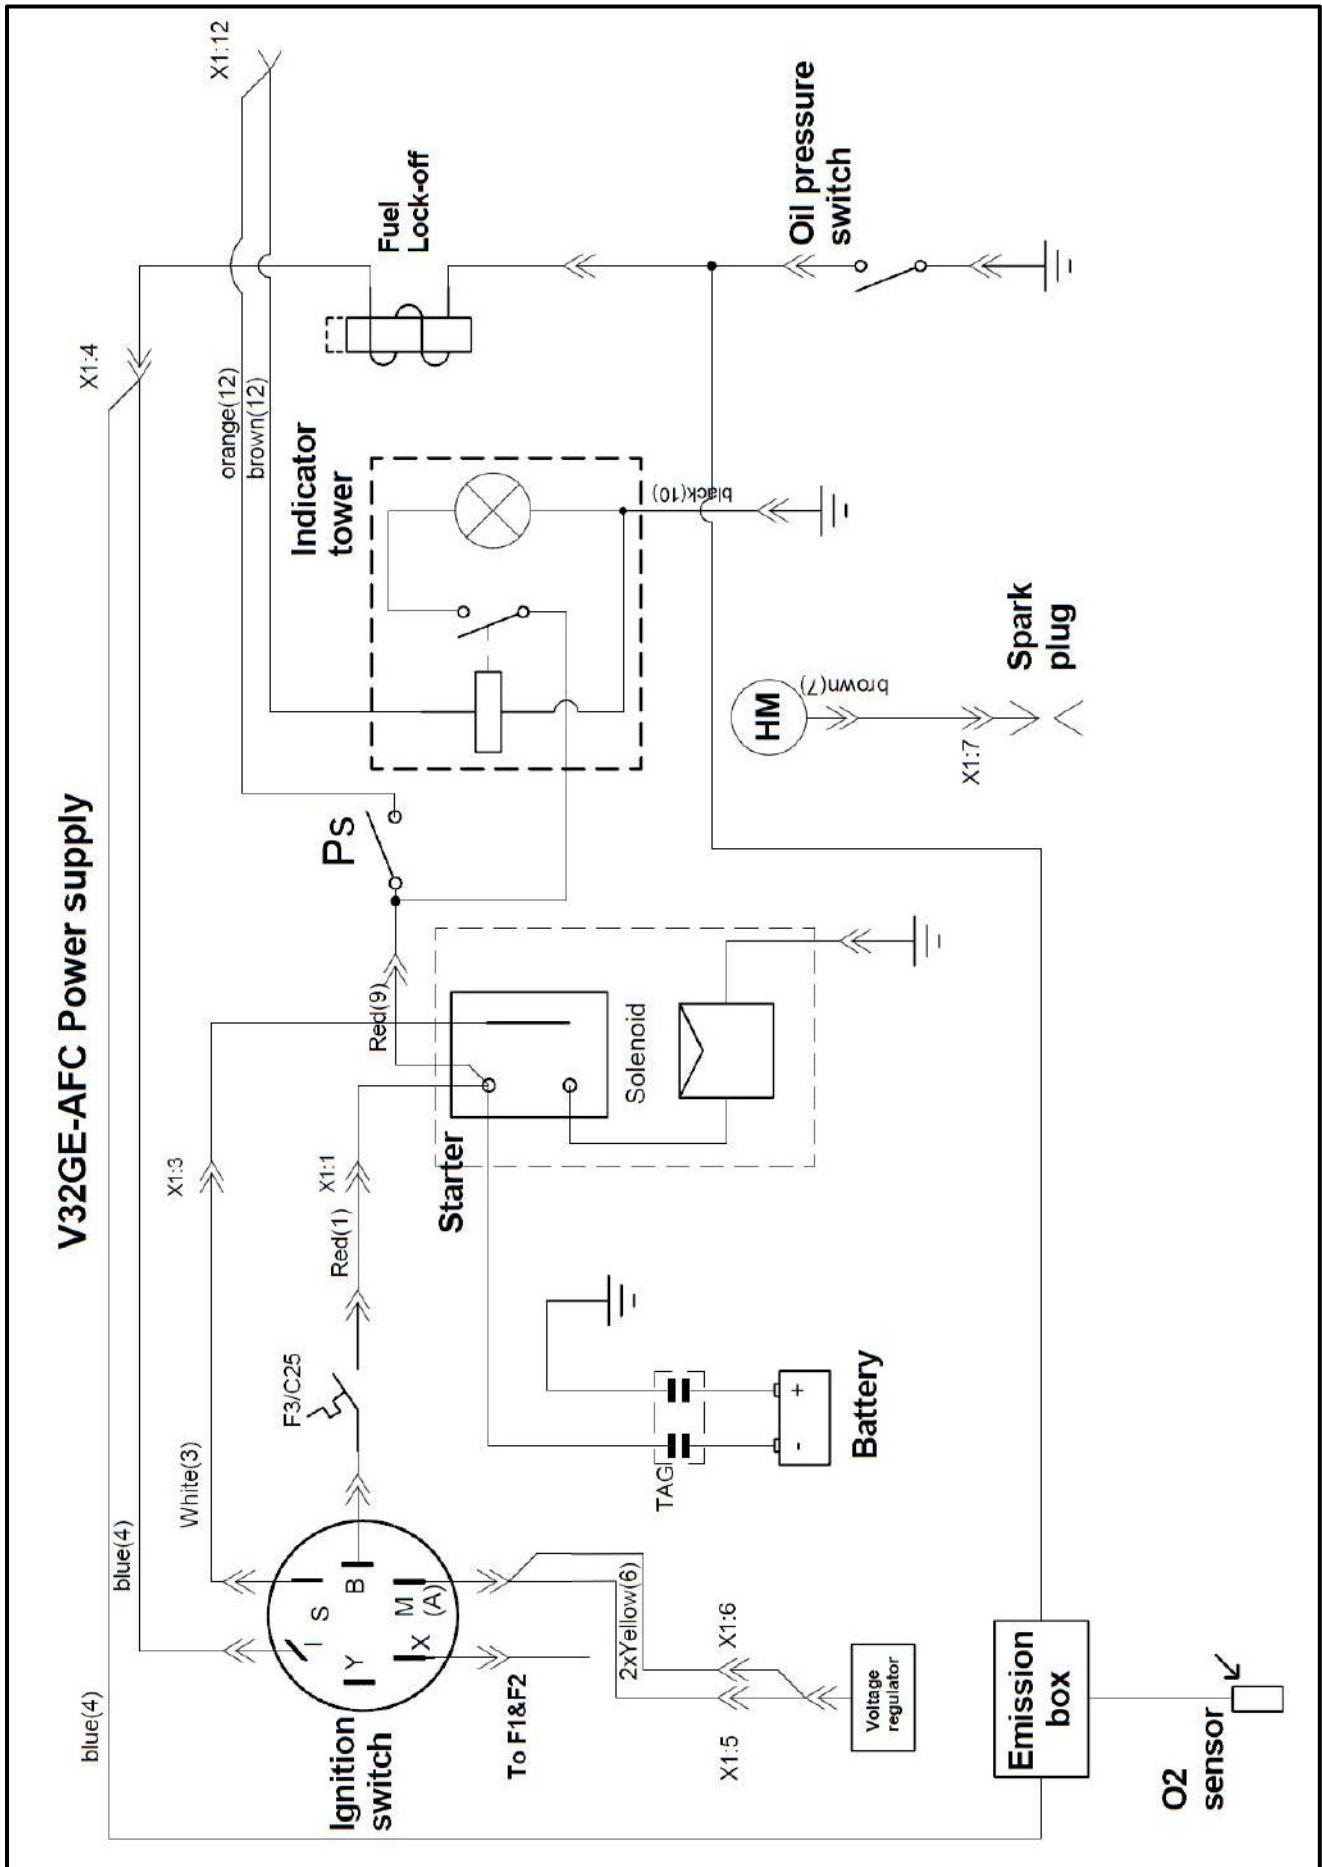 V32GE-AFC Power supply
blue(4)
blue(4)
X1:4
X1:12
White(3)
X1:3
orange(12)
brown(12)
F3/C25
Red(1)
X1:1
Red(9)
Ps
Indicator
tower
Fuel
Lock-off
Ignition
switch
I
S
B
Y
X
M
(A)
Starter
Solenoid
black(10)
To F1&F2
2xYellow(6)
TAG
X1:5
X1:6
- +
Battery
HM
brown(7)
X1:7
Oil pressure
switch
Voltage
regulator
Spark
plug
Emission
box
O2
sensor